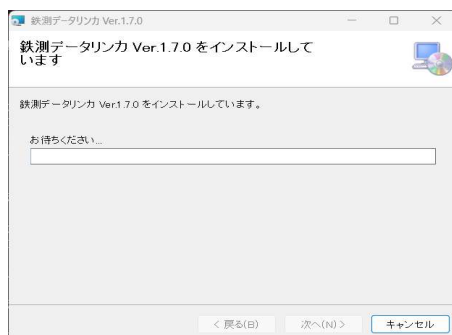 鉄測データリンカ Ver.1.7.0
鉄測データリンカ Ver.1.7.0 をインストールして
います
鉄測データリンカ Ver.1.7.0 をインストールしています。
お待ちください...
< 戻る(B)
次へ(N) >
キャンセル